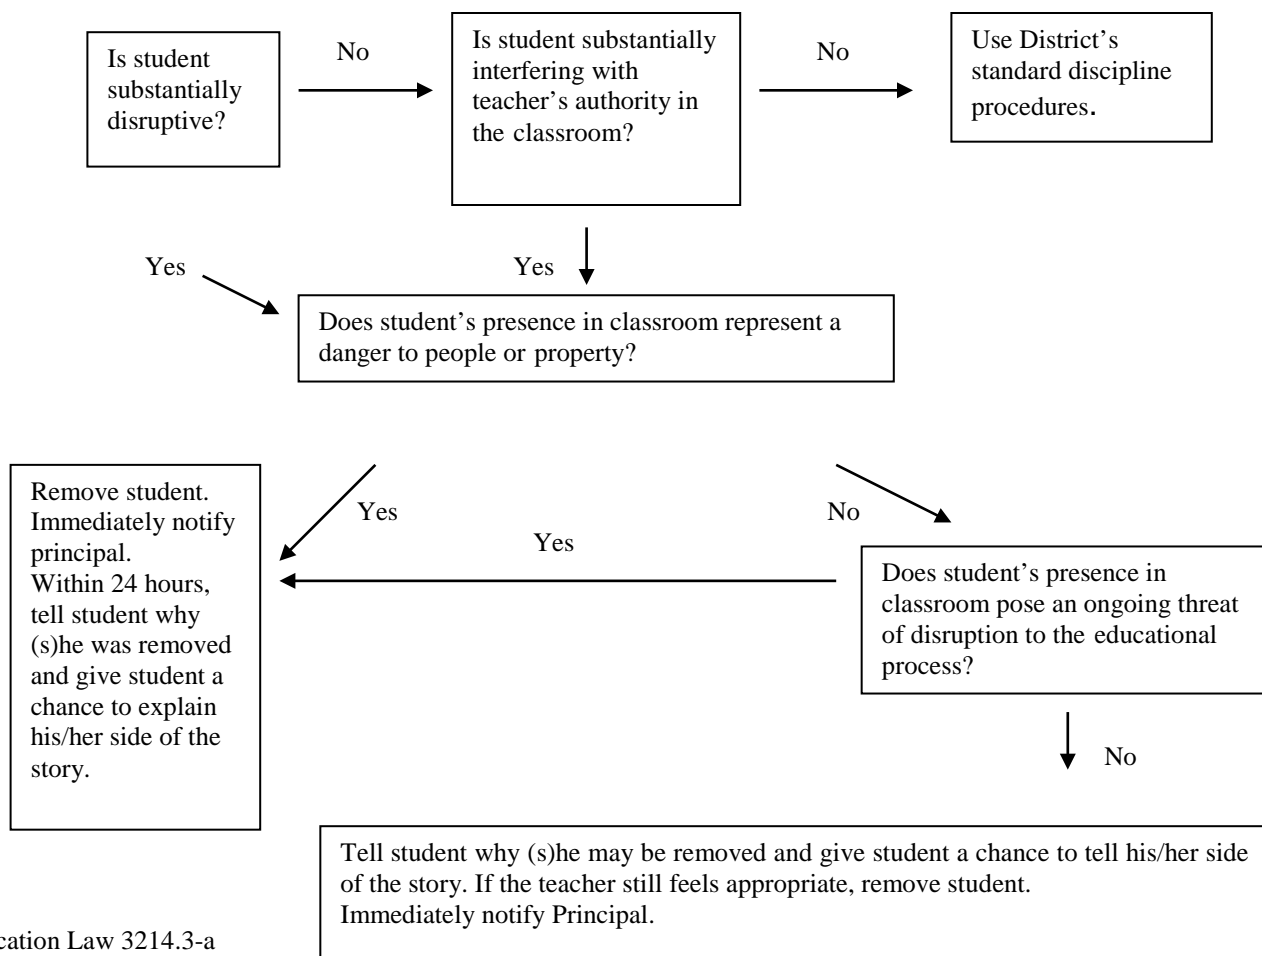 Is student
substantially
disruptive?
No
Is student substantially
interfering with
teacher’s authority in
the classroom?
No
Use District’s
standard discipline
procedures.
Yes
Yes
Does student’s presence in classroom represent a
danger to people or property?
Remove student.
Immediately notify
principal.
Within 24 hours,
tell student why
(s)he was removed
and give student a
chance to explain
his/her side of the
story.
Yes
No
Yes
Does student’s presence in
classroom pose an ongoing threat
of disruption to the educational
process?
No
Tell student why (s)he may be removed and give student a chance to tell his/her side
of the story. If the teacher still feels appropriate, remove student.
Immediately notify Principal.
cation Law 3214.3-a